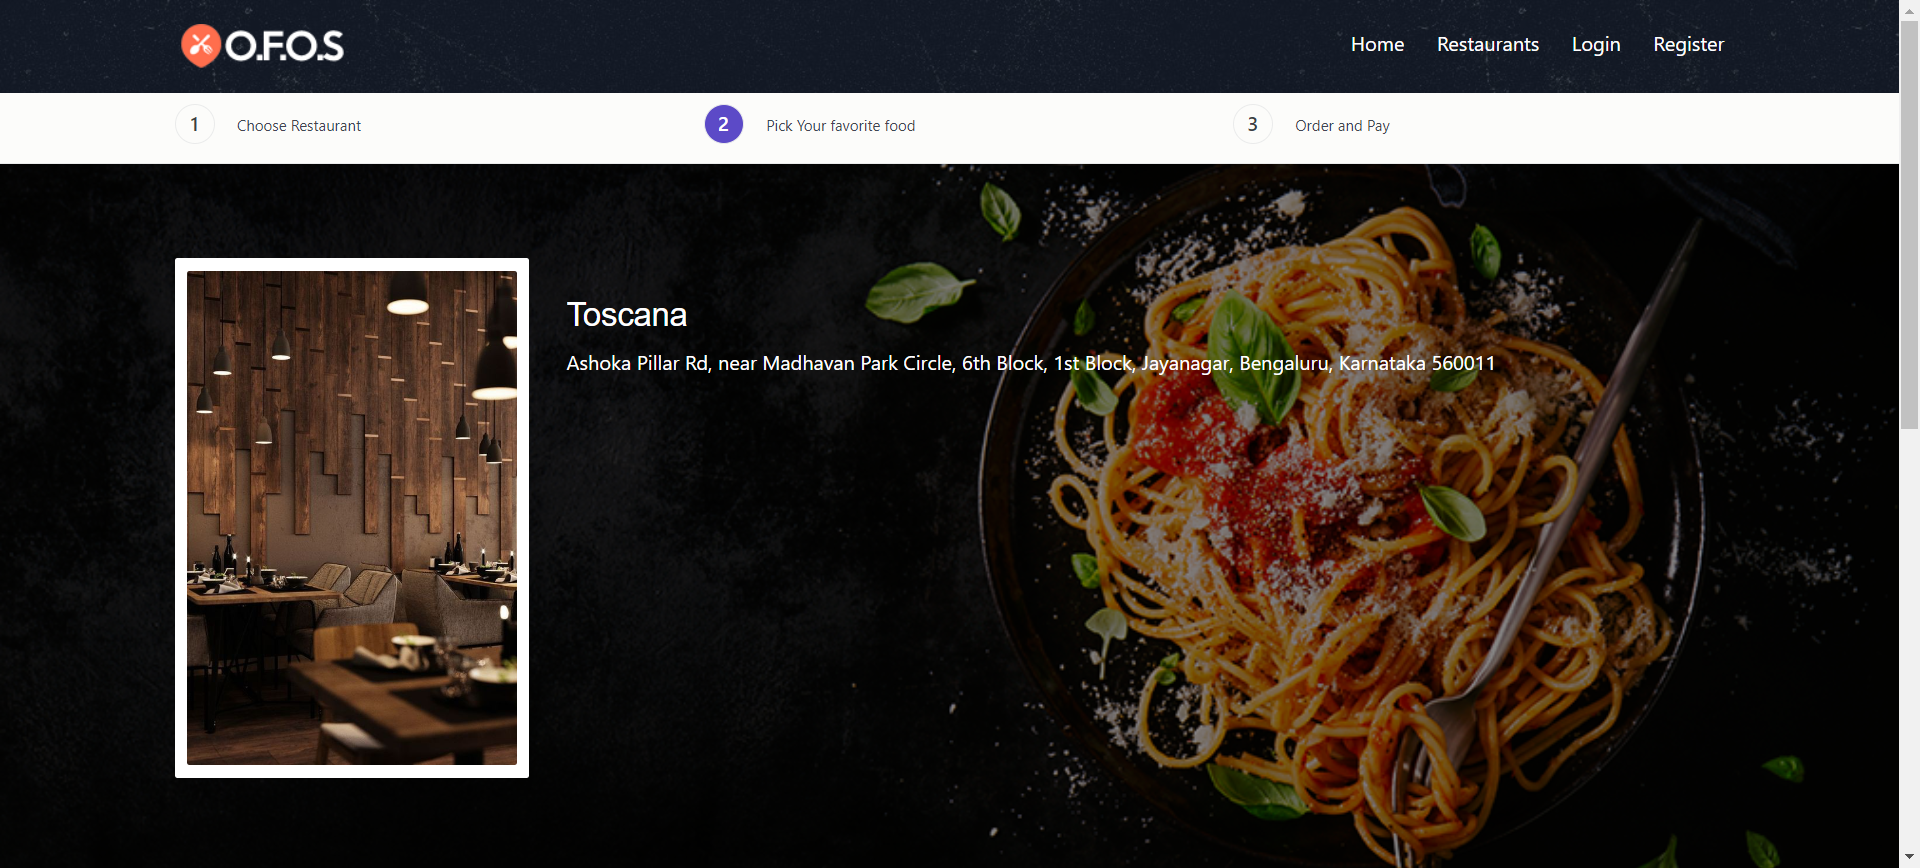 O.F.O.S
Home Restaurants Login Register
1 Choose Restaurant 2 Pick Your favorite food 3 Order and Pay
Toscana
Ashoka Pillar Rd, near Madhavan Park Circle, 6th Block, 1st Block, Jayanagar, Bengaluru, Karnataka 560011